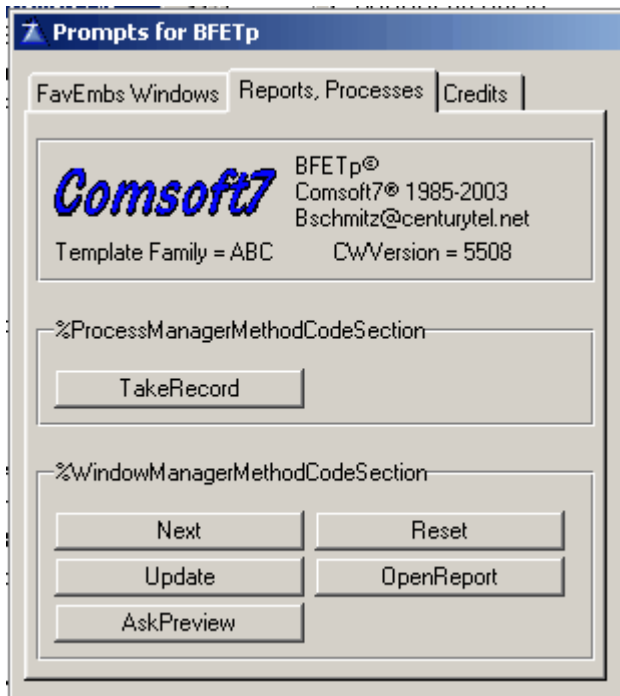 Prompts for BFETp
FavEmbs Windows Reports, Processes Credits
Comsoft7
BFETp©
Comsoft7® 1985-2003
Bschmitz@centurytel.net
Template Family = ABC CWVersion = 5508
%ProcessManagerMethodCodeSection
TakeRecord
%WindowManagerMethodCodeSection
Next Reset
Update OpenReport
AskPreview